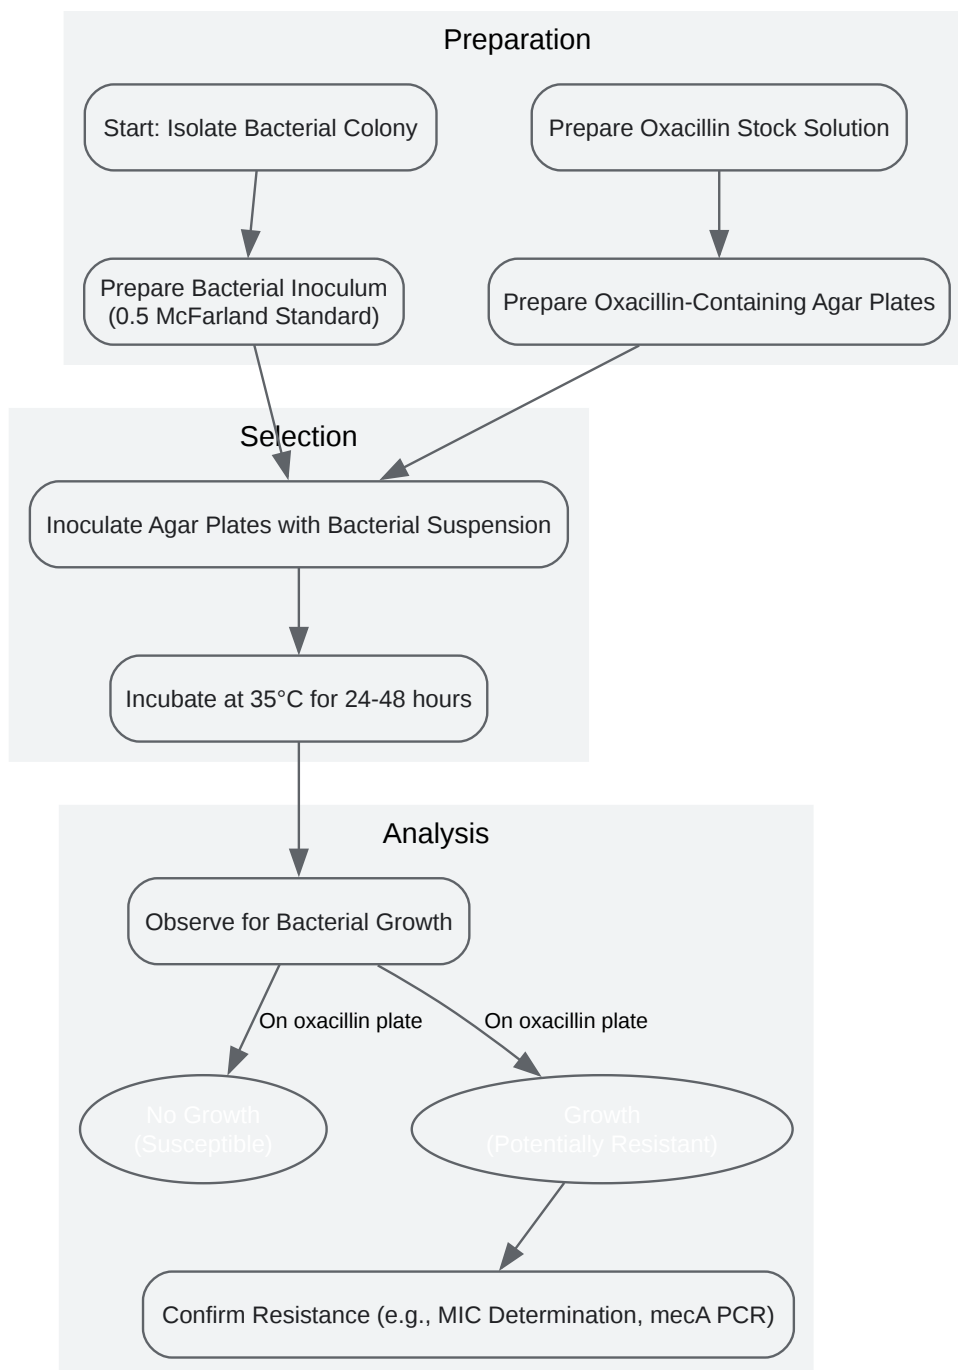 Preparation
Start: Isolate Bacterial Colony
Prepare Oxacillin Stock Solution
Prepare Bacterial Inoculum
(0.5 McFarland Standard)
Prepare Oxacillin-Containing Agar Plates
Selection
Inoculate Agar Plates with Bacterial Suspension
Incubate at 35°C for 24-48 hours
Analysis
Observe for Bacterial Growth
On oxacillin plate
On oxacillin plate
No Growth
(Susceptible)
Growth
(Potentially Resistant)
Confirm Resistance (e.g., MIC Determination, mecA PCR)